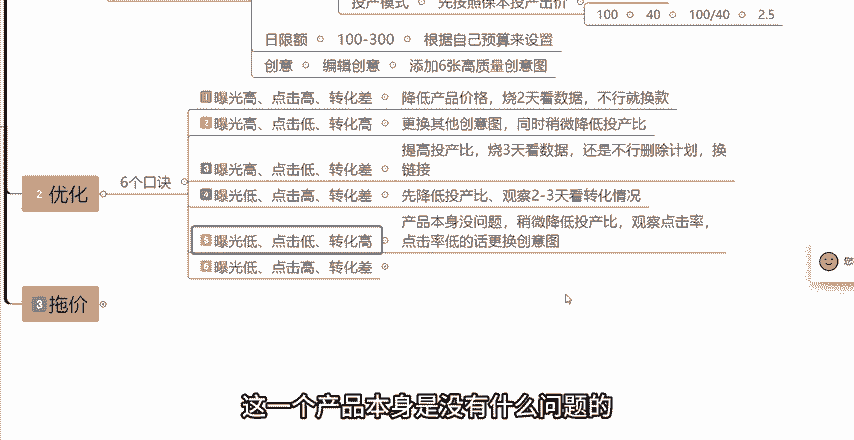 投产模式 先按照保本投产出价
100 40 100/40 2.5
日限额 100-300 根据自己预算来设置
创意 编辑创意 添加6张高质量创意图
1 曝光高、点击高、转化差 降低产品价格，烧2天看数据，不行就换款
2 曝光高、点击低、转化高 更换其他创意图，同时稍微降低投产比
提高投产比，烧3天看数据，还是不行删除计划，换
3 曝光高、点击低、转化差 链接
2 优化 6个口诀
4 曝光低、点击高、转化差 先降低投产比、观察2-3天看转化情况
产品本身没问题，稍微降低投产比，观察点击率，
5 曝光低、点击低、转化高 点击率低的话更换创意图
6 曝光低、点击高、转化差
3 拖价
您
这一个产品本身是没有什么问题的